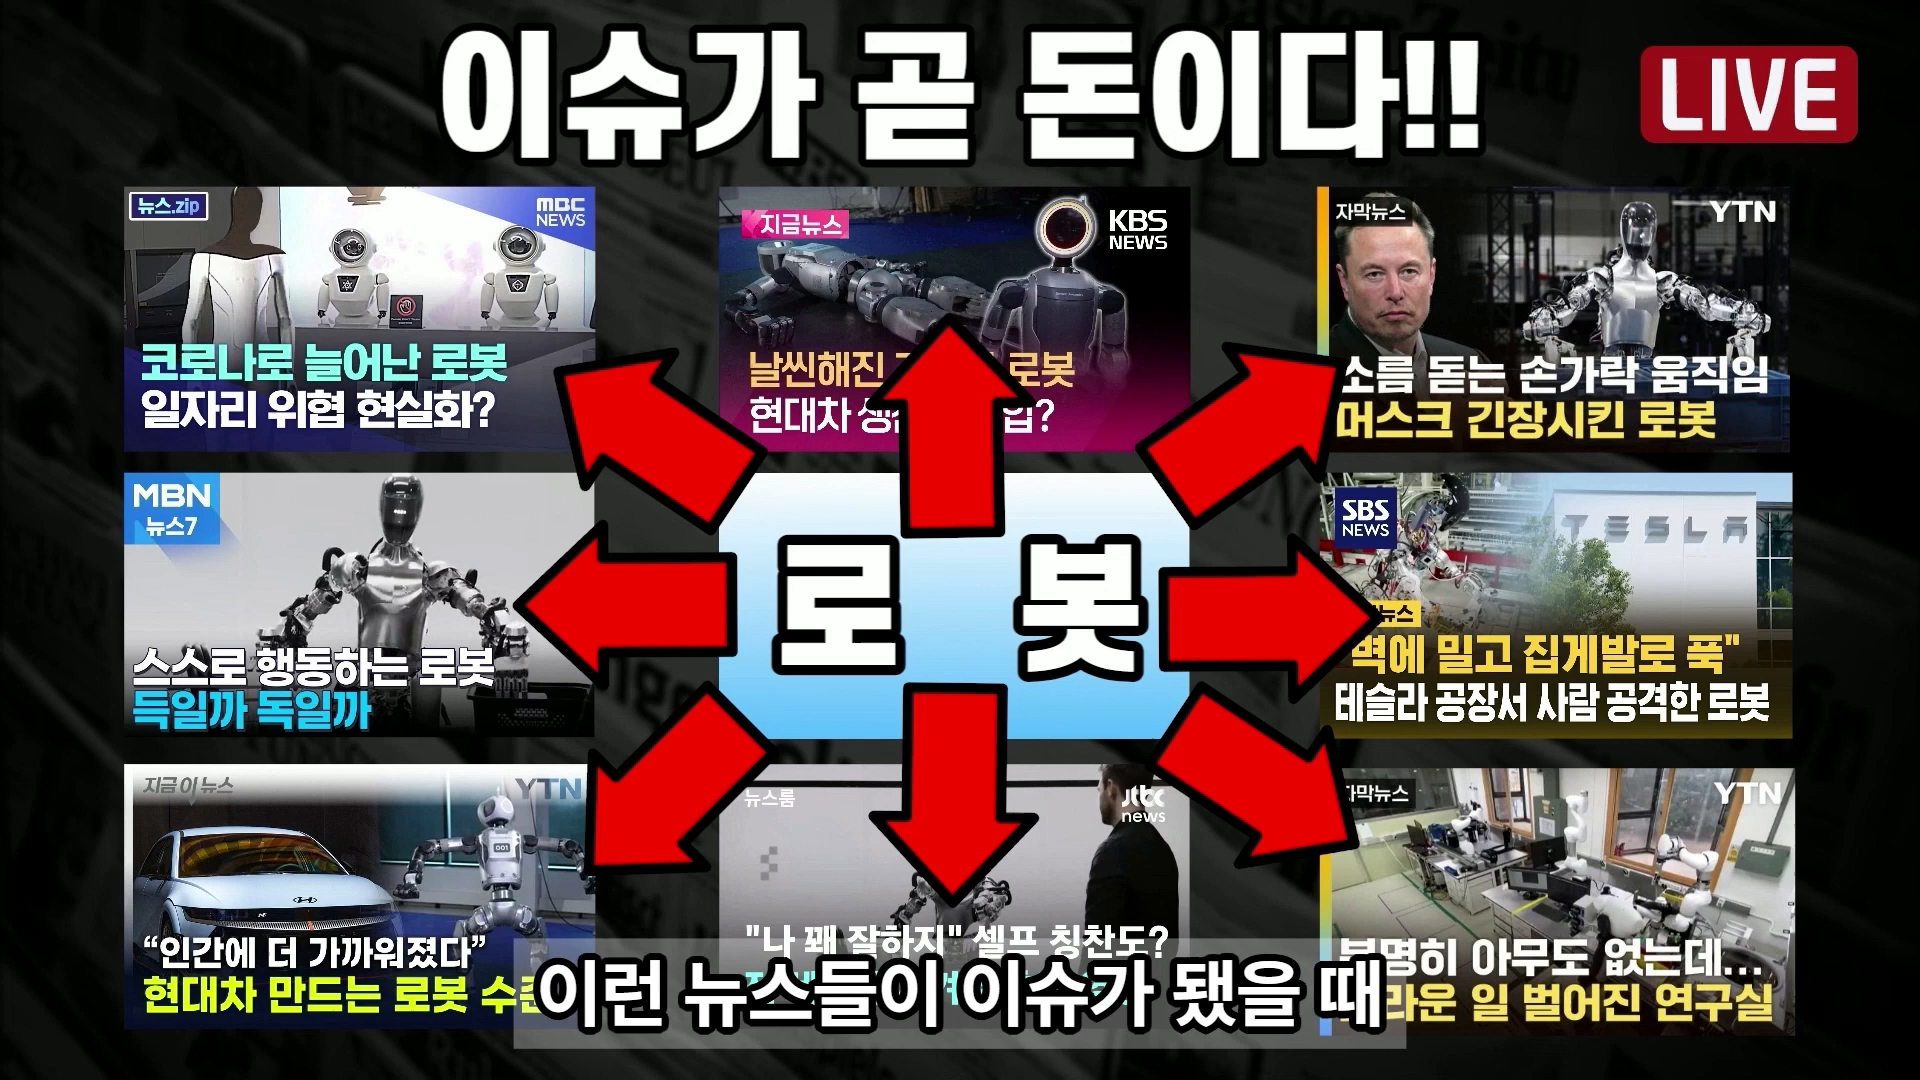 이슈가 곧 돈이다!!
LIVE
뉴스.zip
MBC
NEWS
코로나로 늘어난 로봇
일자리 위협 현실화?
지금뉴스
KBS
NEWS
날씬해진 로봇
현대차
자막뉴스
YTN
소름 돋는 손가락 움직임
머스크 긴장시킨 로봇
MBN
뉴스7
스스로 행동하는 로봇
득일까 독일까
로 봇
SBS
NEWS
TESLA
뉴스
벽에 밀고 집게발로 푹"
테슬라 공장서 사람 공격한 로봇
지금 이 뉴스
YTN
“인간에 더 가까워졌다”
현대차 만드는 로봇
뉴스룸
jtbc
news
"나 꽤 잘하지" 셀프 칭찬도?
자막뉴스
YTN
분명히 아무도 없는데...
일 벌어진 연구실
이런 뉴스들이 이슈가 됐을 때